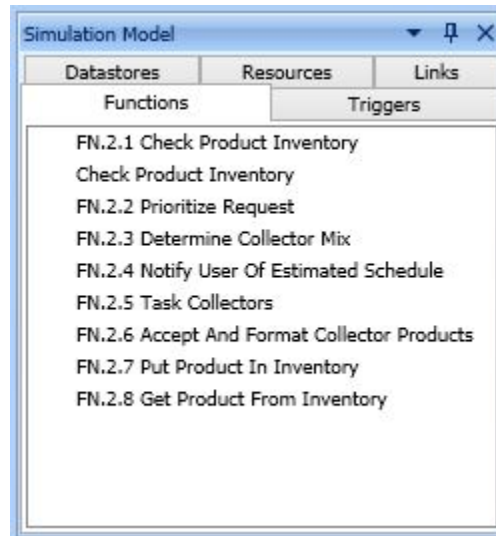 Simulation Model
Datastores Resources Links
Functions Triggers
FN.2.1 Check Product Inventory
Check Product Inventory
FN.2.2 Prioritize Request
FN.2.3 Determine Collector Mix
FN.2.4 Notify User Of Estimated Schedule
FN.2.5 Task Collectors
FN.2.6 Accept And Format Collector Products
FN.2.7 Put Product In Inventory
FN.2.8 Get Product From Inventory